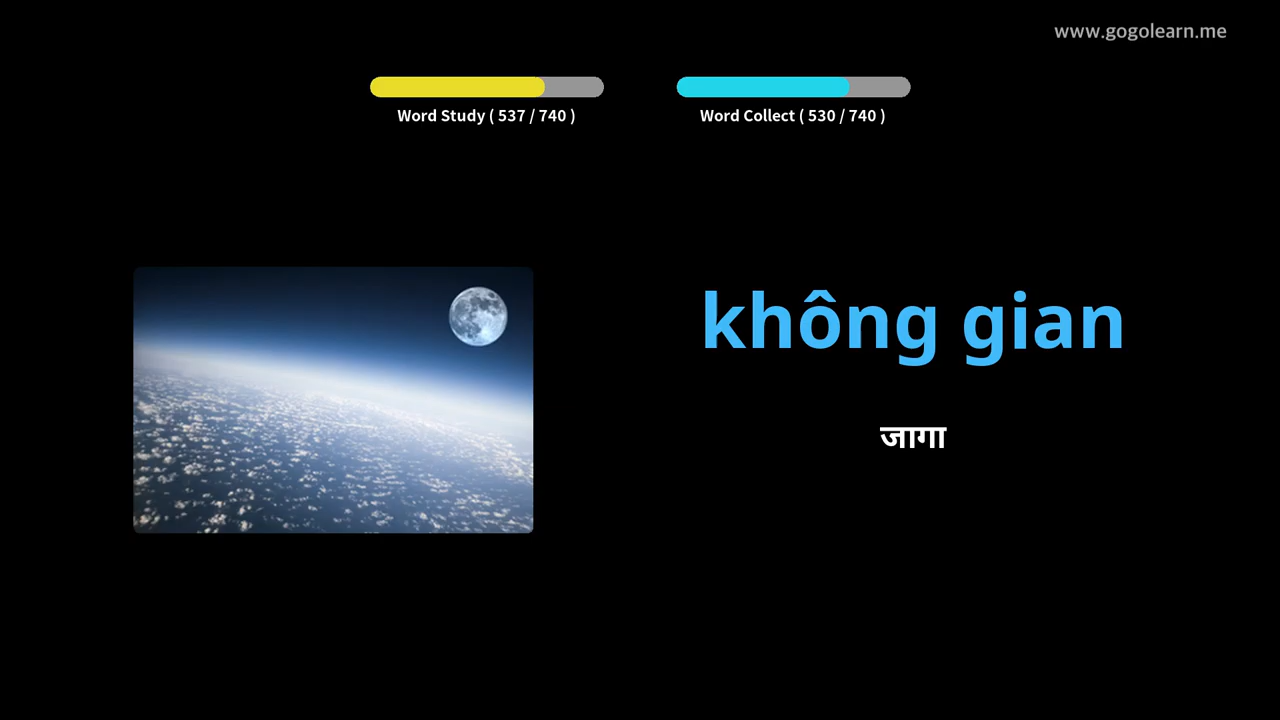 www.gogolearn.me
Word Study ( 537 / 740 )
Word Collect ( 530 / 740 )
không gian
जागा